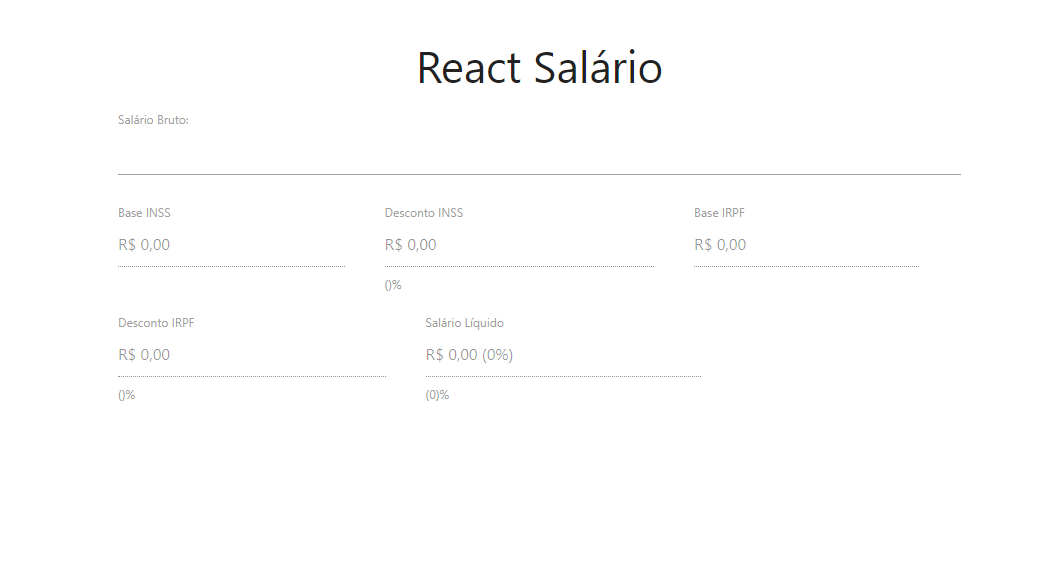 React Salário
Salário Bruto:
Base INSS Desconto INSS Base IRPF
R$ 0,00 R$ 0,00 R$ 0,00
()%
Desconto IRPF Salário Líquido
R$ 0,00 R$ 0,00 (0%)
()% (0)%